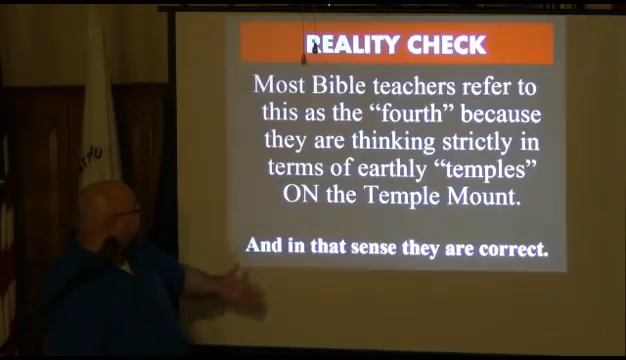 REALITY CHECK
Most Bible teachers refer to
this as the “fourth” because
they are thinking strictly in
terms of earthly “temples”
ON the Temple Mount.
And in that sense they are correct.